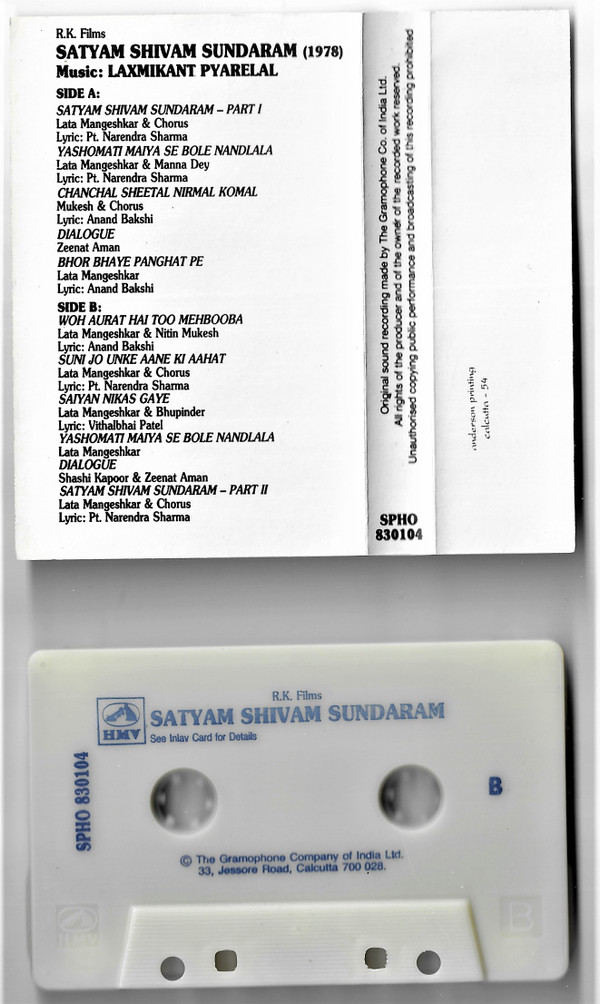 R.K. Films
SATYAM SHIVAM SUNDARAM (1978)
Music: LAXMIKANT PYARELAL
SIDE A:
SATYAM SHIVAM SUNDARAM – PART I
Lata Mangeshkar & Chorus
Lyric: Pt. Narendra Sharma
YASHOMATI MAIYA SE BOLE NANDLALA
Lata Mangeshkar & Manna Dey
Lyric: Pt. Narendra Sharma
CHANCHAL SHEETAL NIRMAL KOMAL
Mukesh & Chorus
Lyric: Anand Bakshi
DIALOGUE
Zeenat Aman
BHOR BHAYE PANGHAT PE
Lata Mangeshkar
Lyric: Anand Bakshi
SIDE B:
WOH AURAT HAI TOO MEHBOOBA
Lata Mangeshkar & Nitin Mukesh
Lyric: Anand Bakshi
SUNI JO UNKE AANE KI AAHAT
Lata Mangeshkar & Chorus
Lyric: Pt. Narendra Sharma
SAIYAN NIKAS GAYE
Lata Mangeshkar & Bhupinder
Lyric: Vithalbhai Patel
YASHOMATI MAIYA SE BOLE NANDLALA
Lata Mangeshkar
DIALOGUE
Shashi Kapoor & Zeenat Aman
SATYAM SHIVAM SUNDARAM – PART II
Lata Mangeshkar & Chorus
Lyric: Pt. Narendra Sharma
Original sound recording made by The Gramophone Co. of India Ltd.
All rights of the producer and of the owner of the recorded work reserved.
Unauthorised copying public performance and broadcasting of this recording prohibited
SPHO
830104
anderson printing
calcutta - 54
R.K. Films
SATYAM SHIVAM SUNDARAM
HMV
See Inlay Card for Details
SPHO 830104
B
© The Gramophone Company of India Ltd.
33, Jessore Road, Calcutta 700 028.
HMV
B